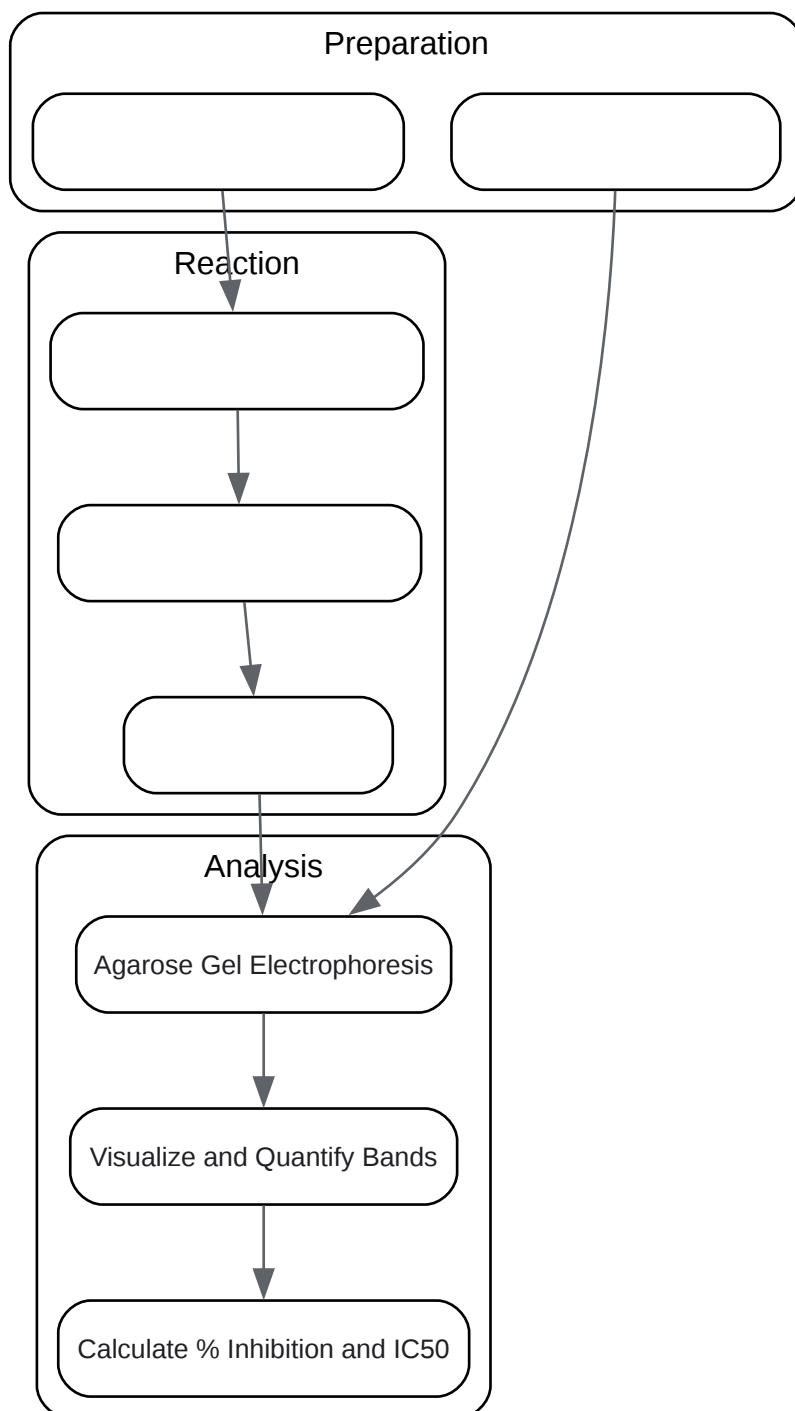 Preparation
Reaction
Analysis
Agarose Gel Electrophoresis
Visualize and Quantify Bands
Calculate % Inhibition and IC50